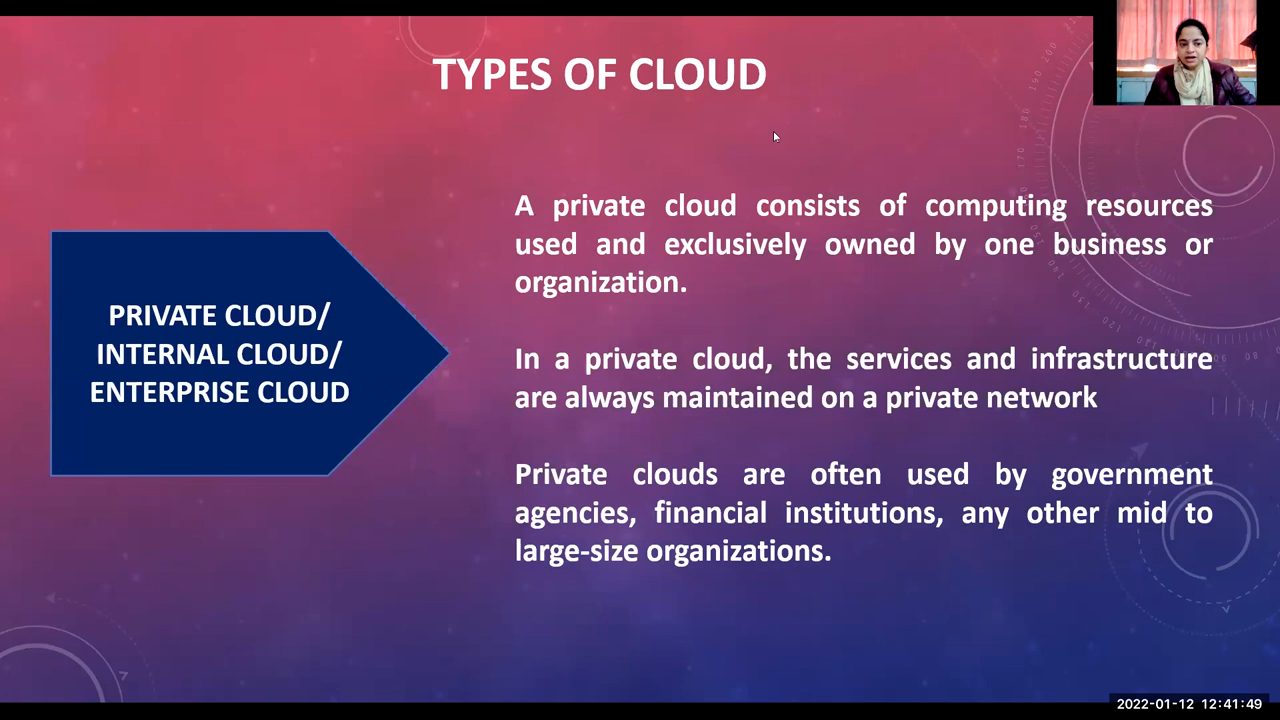 TYPES OF CLOUD
PRIVATE CLOUD/
INTERNAL CLOUD/
ENTERPRISE CLOUD
A private cloud consists of computing resources
used and exclusively owned by one business or
organization.
In a private cloud, the services and infrastructure
are always maintained on a private network
Private clouds are often used by government
agencies, financial institutions, any other mid to
large-size organizations.
2022-01-12 12:41:49